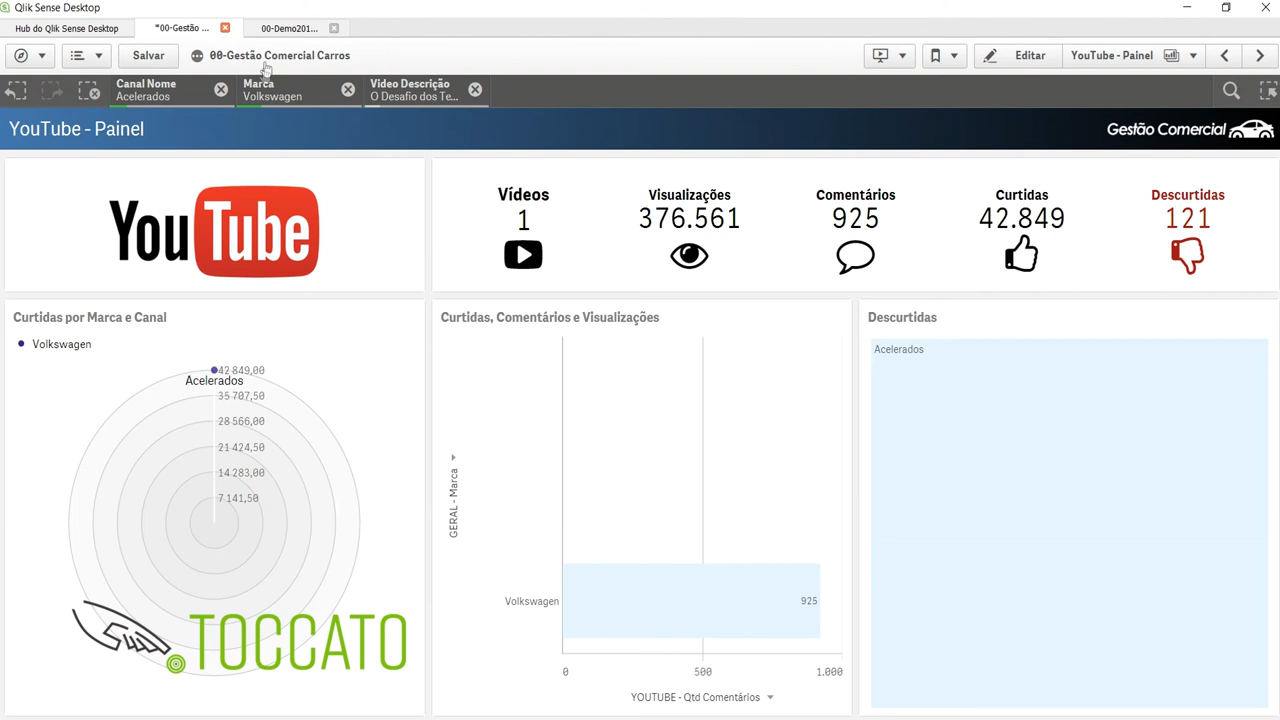 Qlik Sense Desktop
Hub do Qlik Sense Desktop
*00-Gestão ...
00-Demo201...
Salvar
00-Gestão Comercial Carros
Editar
YouTube - Painel
Canal Nome
Acelerados
Marca
Volkswagen
Video Descrição
O Desafio dos Te...
YouTube - Painel
Gestão Comercial
YouTube
Vídeos
1
Visualizações
376.561
Comentários
925
Curtidas
42.849
Descurtidas
121
Curtidas por Marca e Canal
Volkswagen
42 849,00
Acelerados
35 707,50
28 566,00
21 424,50
14 283,00
7 141,50
TOCCATO
Curtidas, Comentários e Visualizações
GERAL - Marca
Volkswagen
925
0
500
1.000
YOUTUBE - Qtd Comentários
Descurtidas
Acelerados